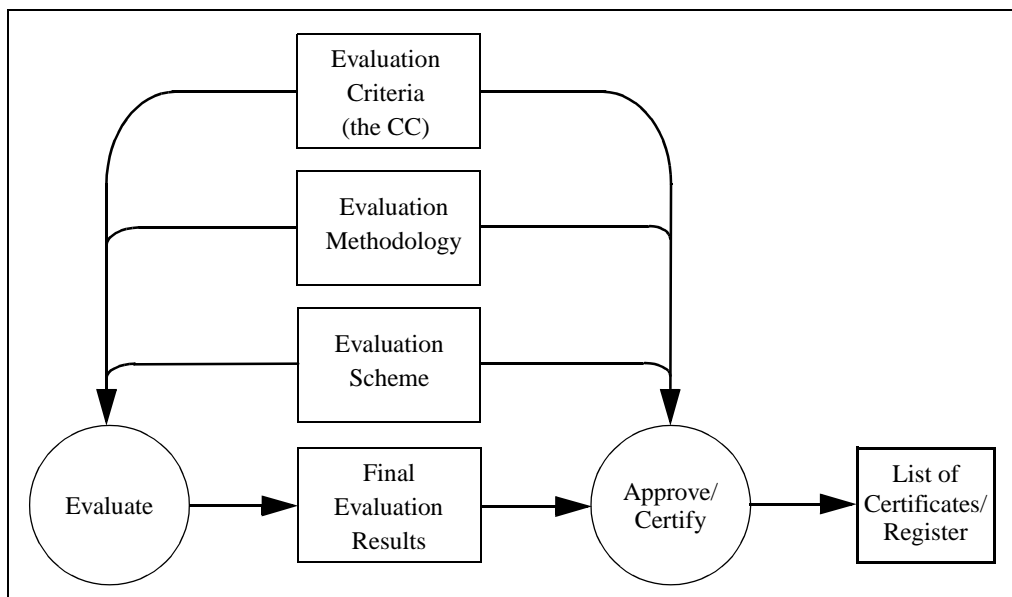 Evaluation
Criteria
(the CC)
Evaluation
Methodology
Evaluation
Scheme
Evaluate
Final
Evaluation
Results
Approve/
Certify
List of
Certificates/
Register